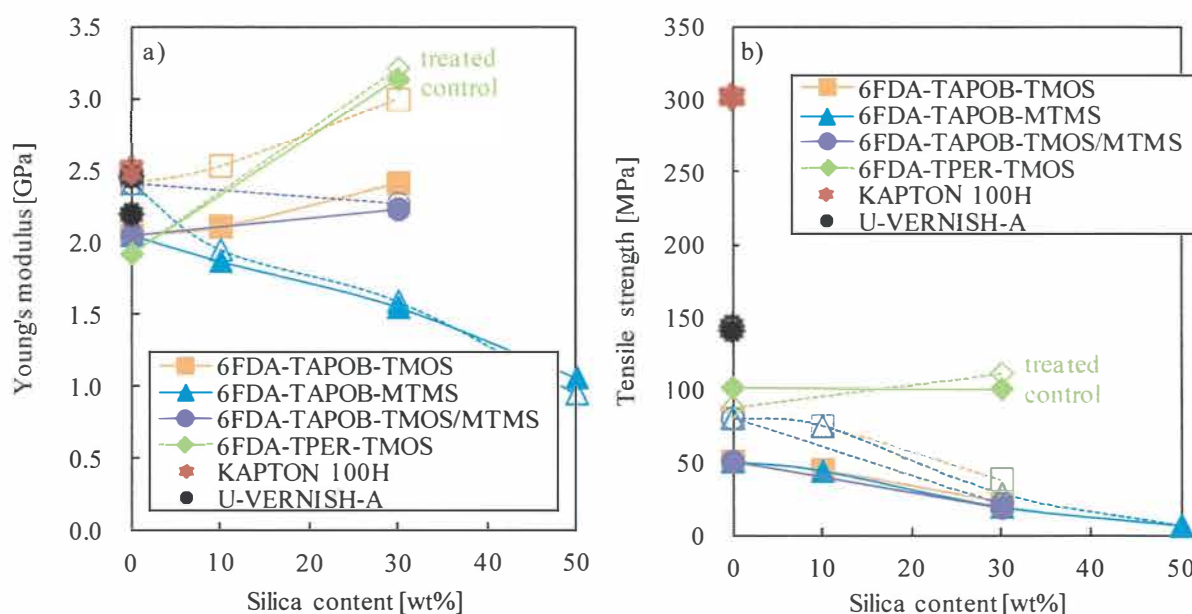 a)
3.5
3.0
2.5
2.0
1.5
1.0
0.5
0.0
Young's modulus [GPa]
treated
control
6FDA-TAPOB-TMOS
6FDA-TAPOB-MTMS
6FDA-TAPOB-TMOS/MTMS
6FDA-TPER-TMOS
KAPTON 100H
U-VERNISH-A
0 10 20 30 40 50
Silica content [wt%]
b)
350
300
250
200
150
100
50
0
Tensile strength [MPa]
6FDA-TAPOB-TMOS
6FDA-TAPOB-MTMS
6FDA-TAPOB-TMOS/MTMS
6FDA-TPER-TMOS
KAPTON 100H
U-VERNISH-A
treated
control
0 10 20 30 40 50
Silica content [wt%]